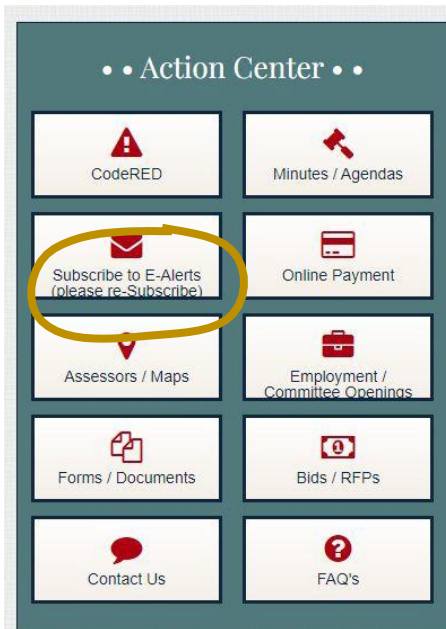 • • Action Center • •
CodeRED
Minutes / Agendas
Subscribe to E-Alerts
(please re-Subscribe)
Online Payment
Assessors / Maps
Employment /
Committee Openings
Forms / Documents
1
Bids / RFPs
Contact Us
?
FAQ's